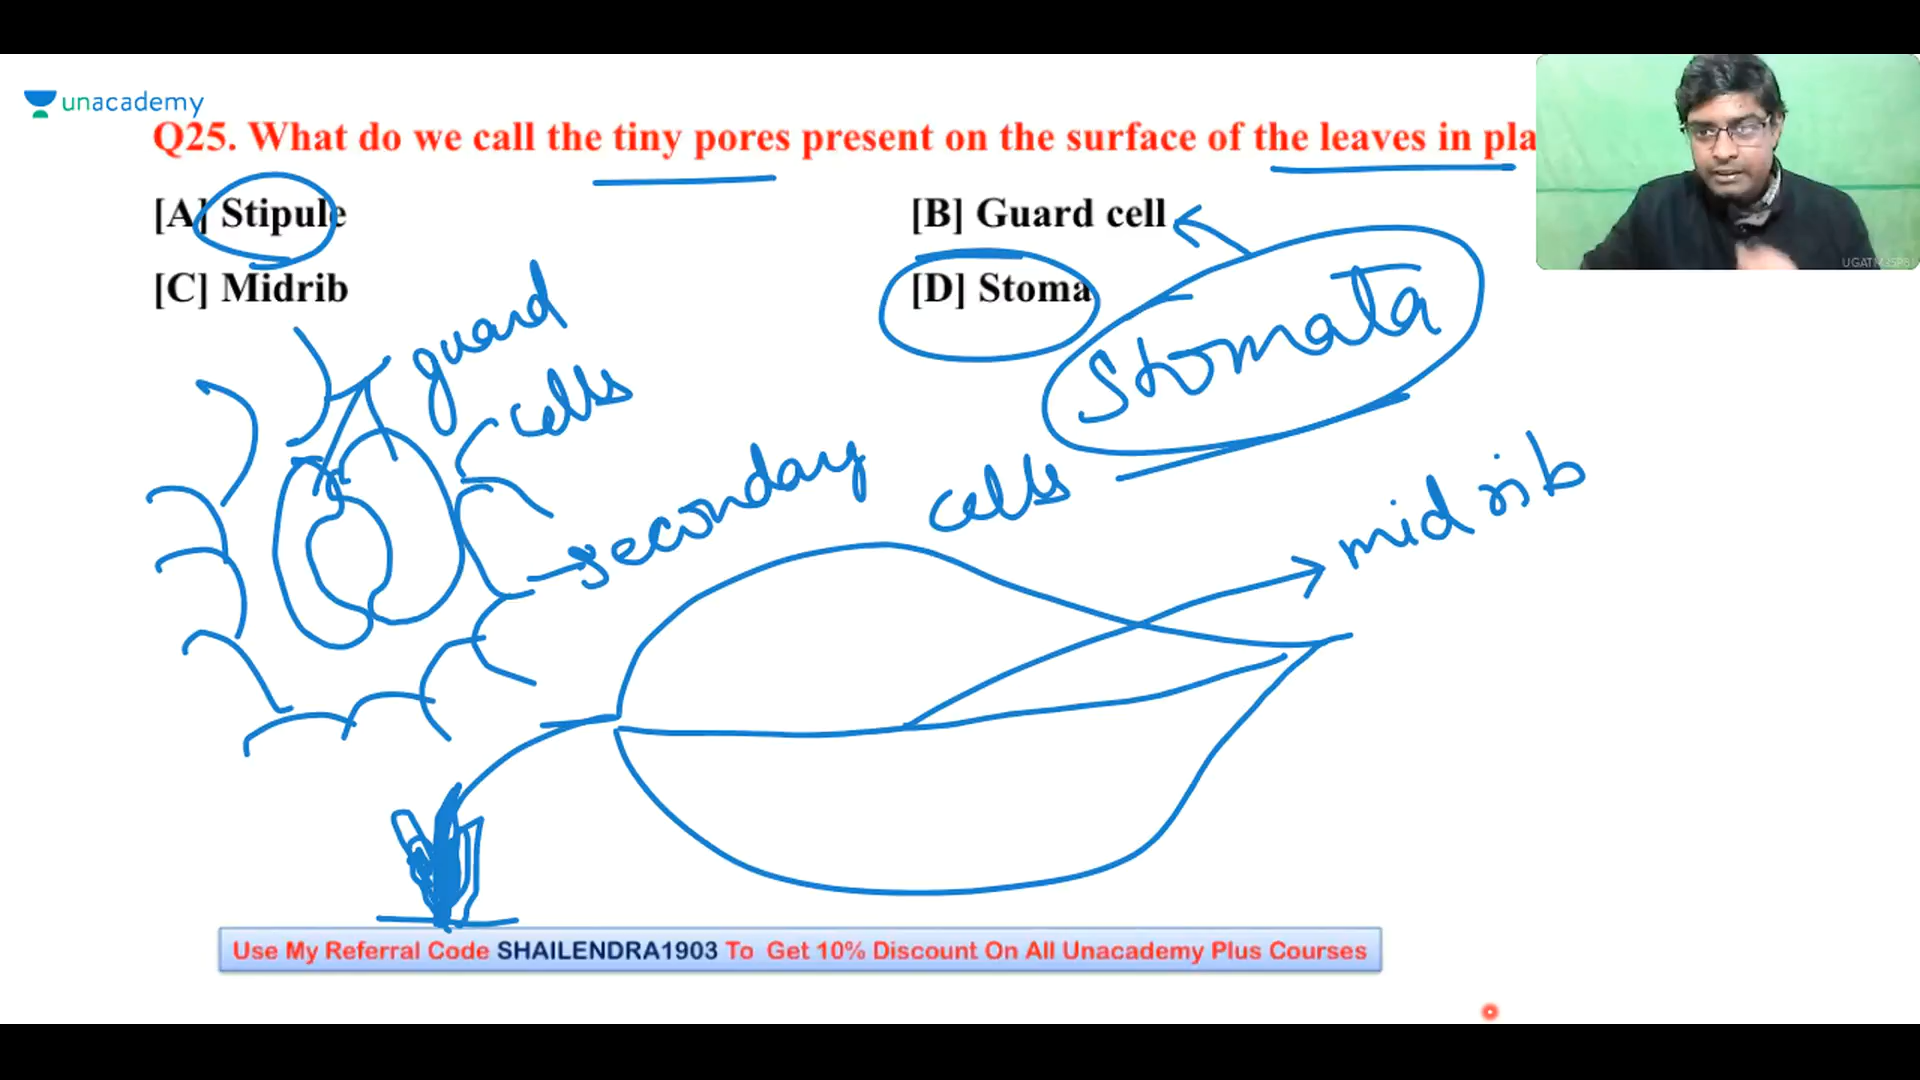 unacademy
Q25. What do we call the tiny pores present on the surface of the leaves in pla
[A] Stipule
[B] Guard cell
[C] Midrib
[D] Stoma
Stomata
guard
cells
seconday cells
mid rib
Use My Referral Code SHAILENDRA1903 To Get 10% Discount On All Unacademy Plus Courses